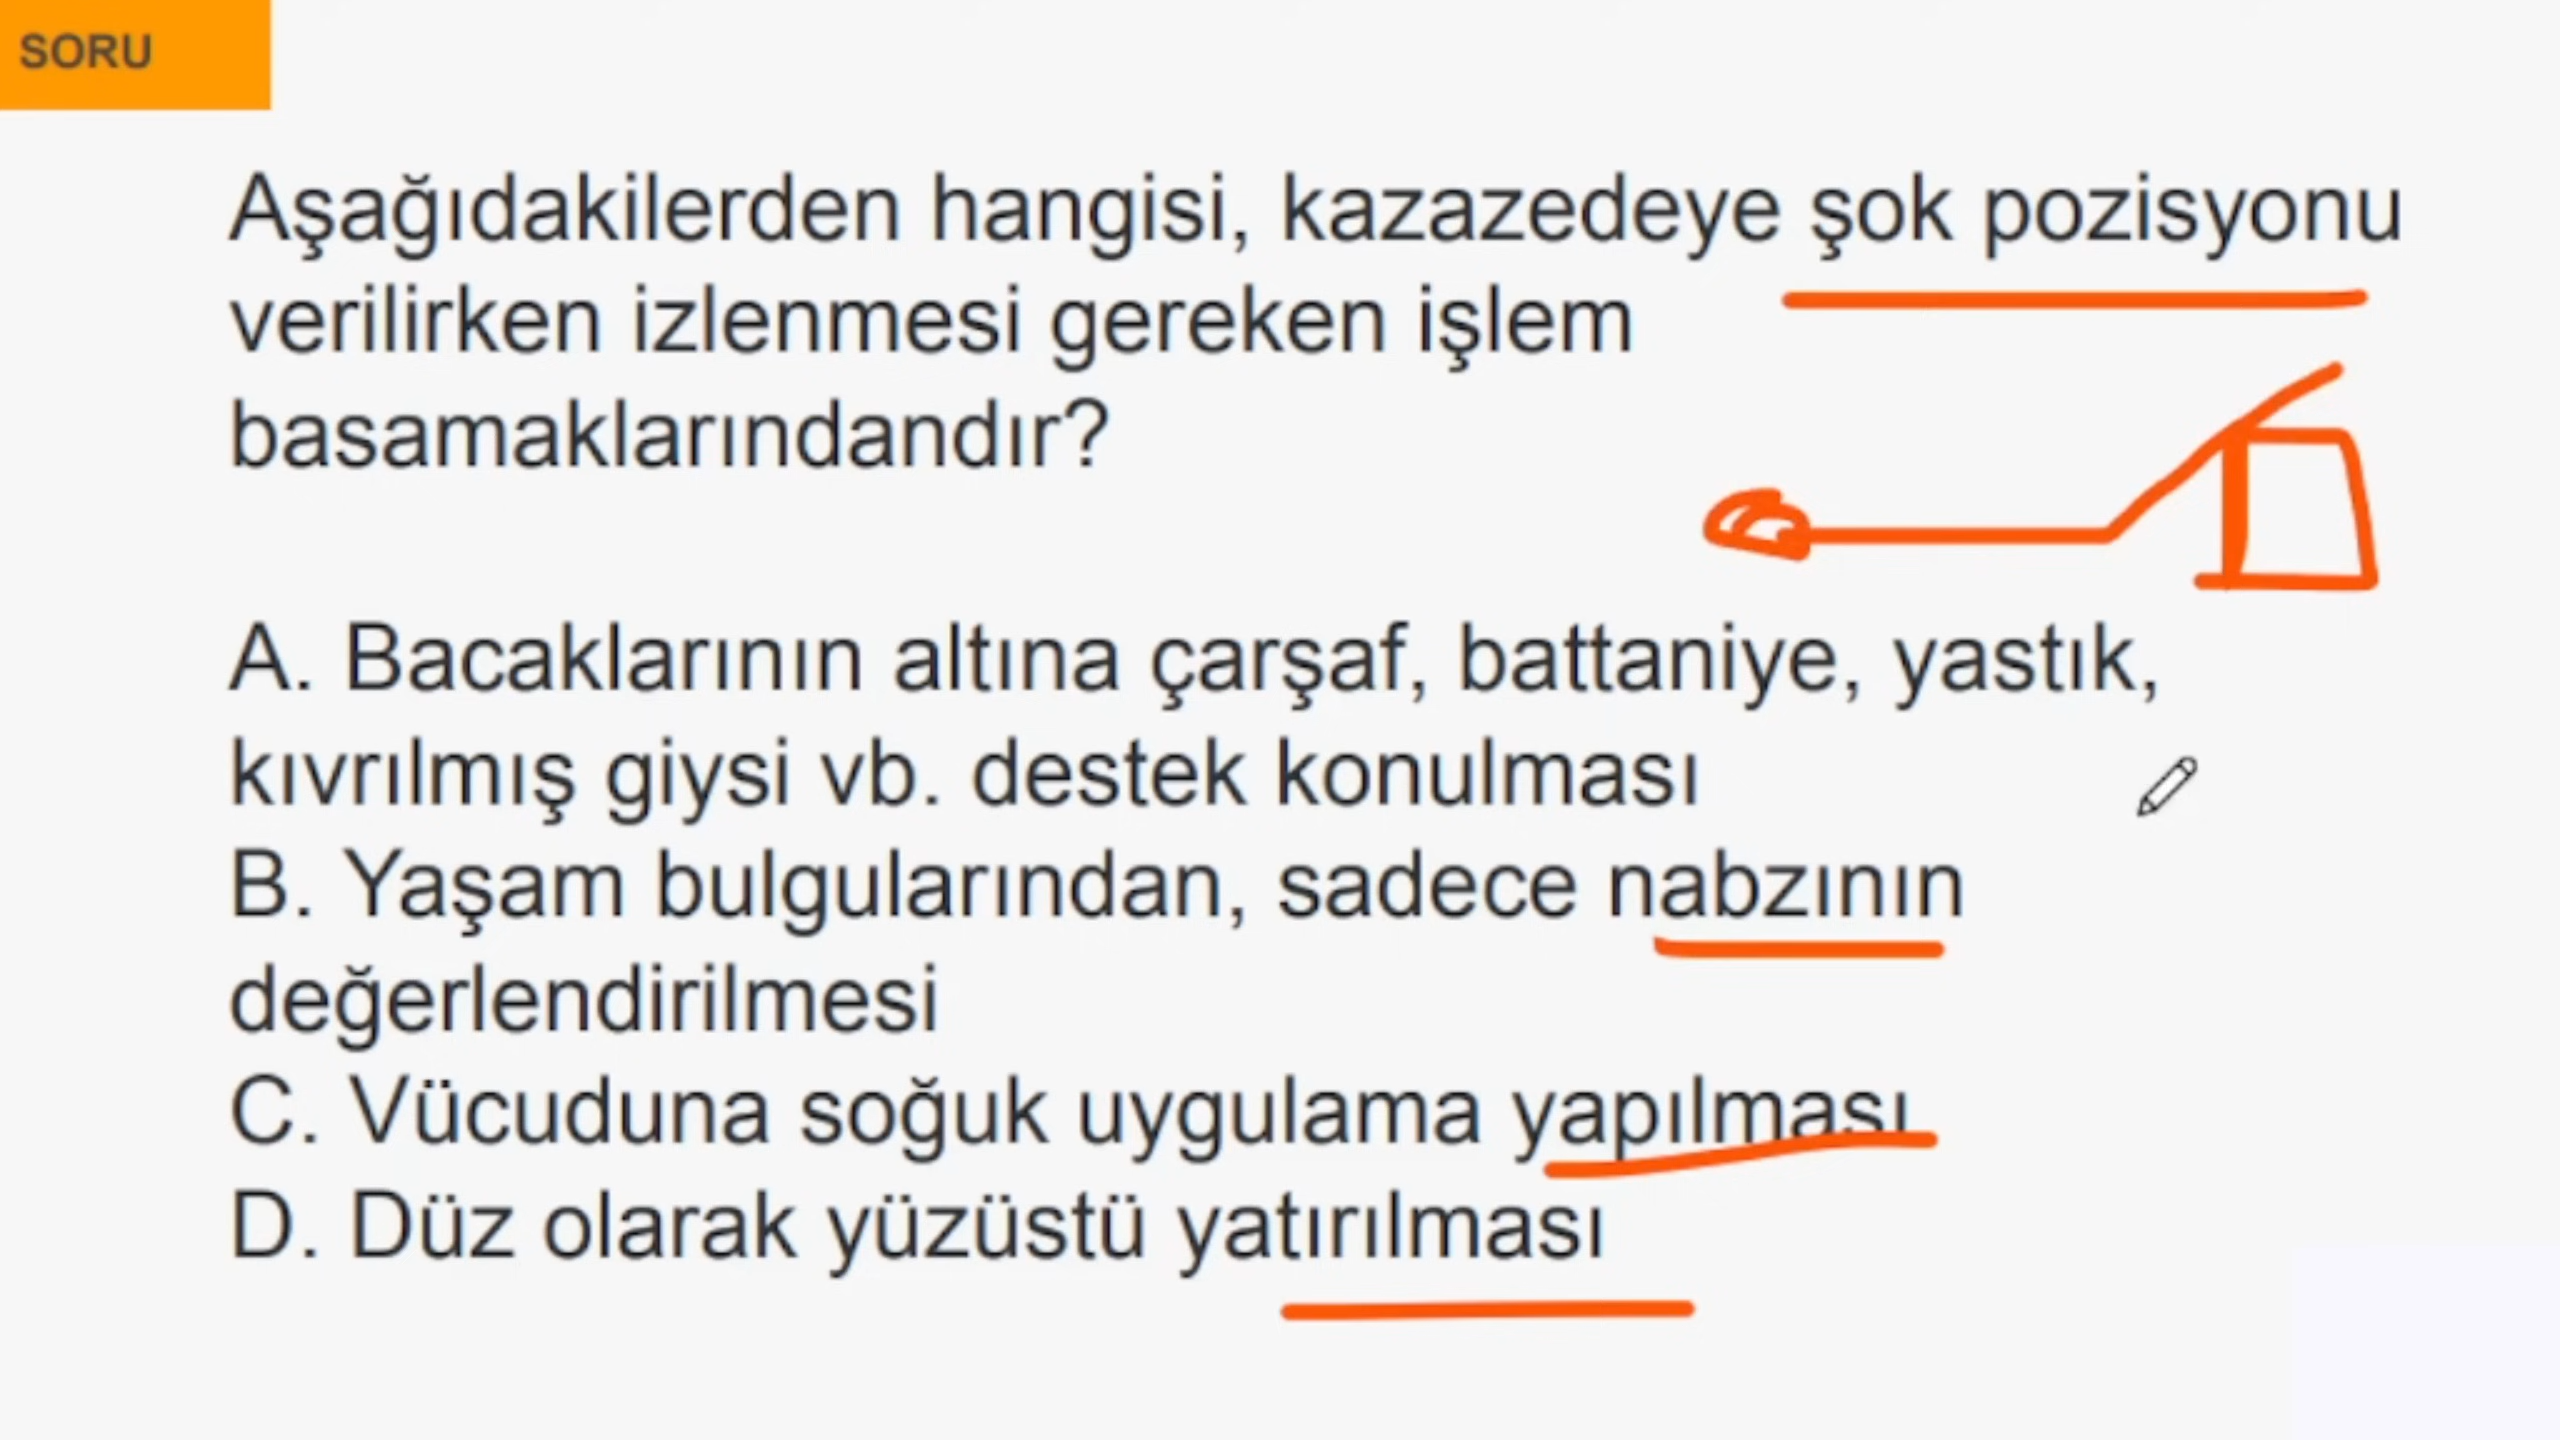 SORU
Aşağıdakilerden hangisi, kazazedeye şok pozisyonu
verilirken izlenmesi gereken işlem
basamaklarındandır?
A. Bacaklarının altına çarşaf, battaniye, yastık,
kıvrılmış giysi vb. destek konulması
B. Yaşam bulgularından, sadece nabzının
değerlendirilmesi
C. Vücuduna soğuk uygulama yapılması
D. Düz olarak yüzüstü yatırılması